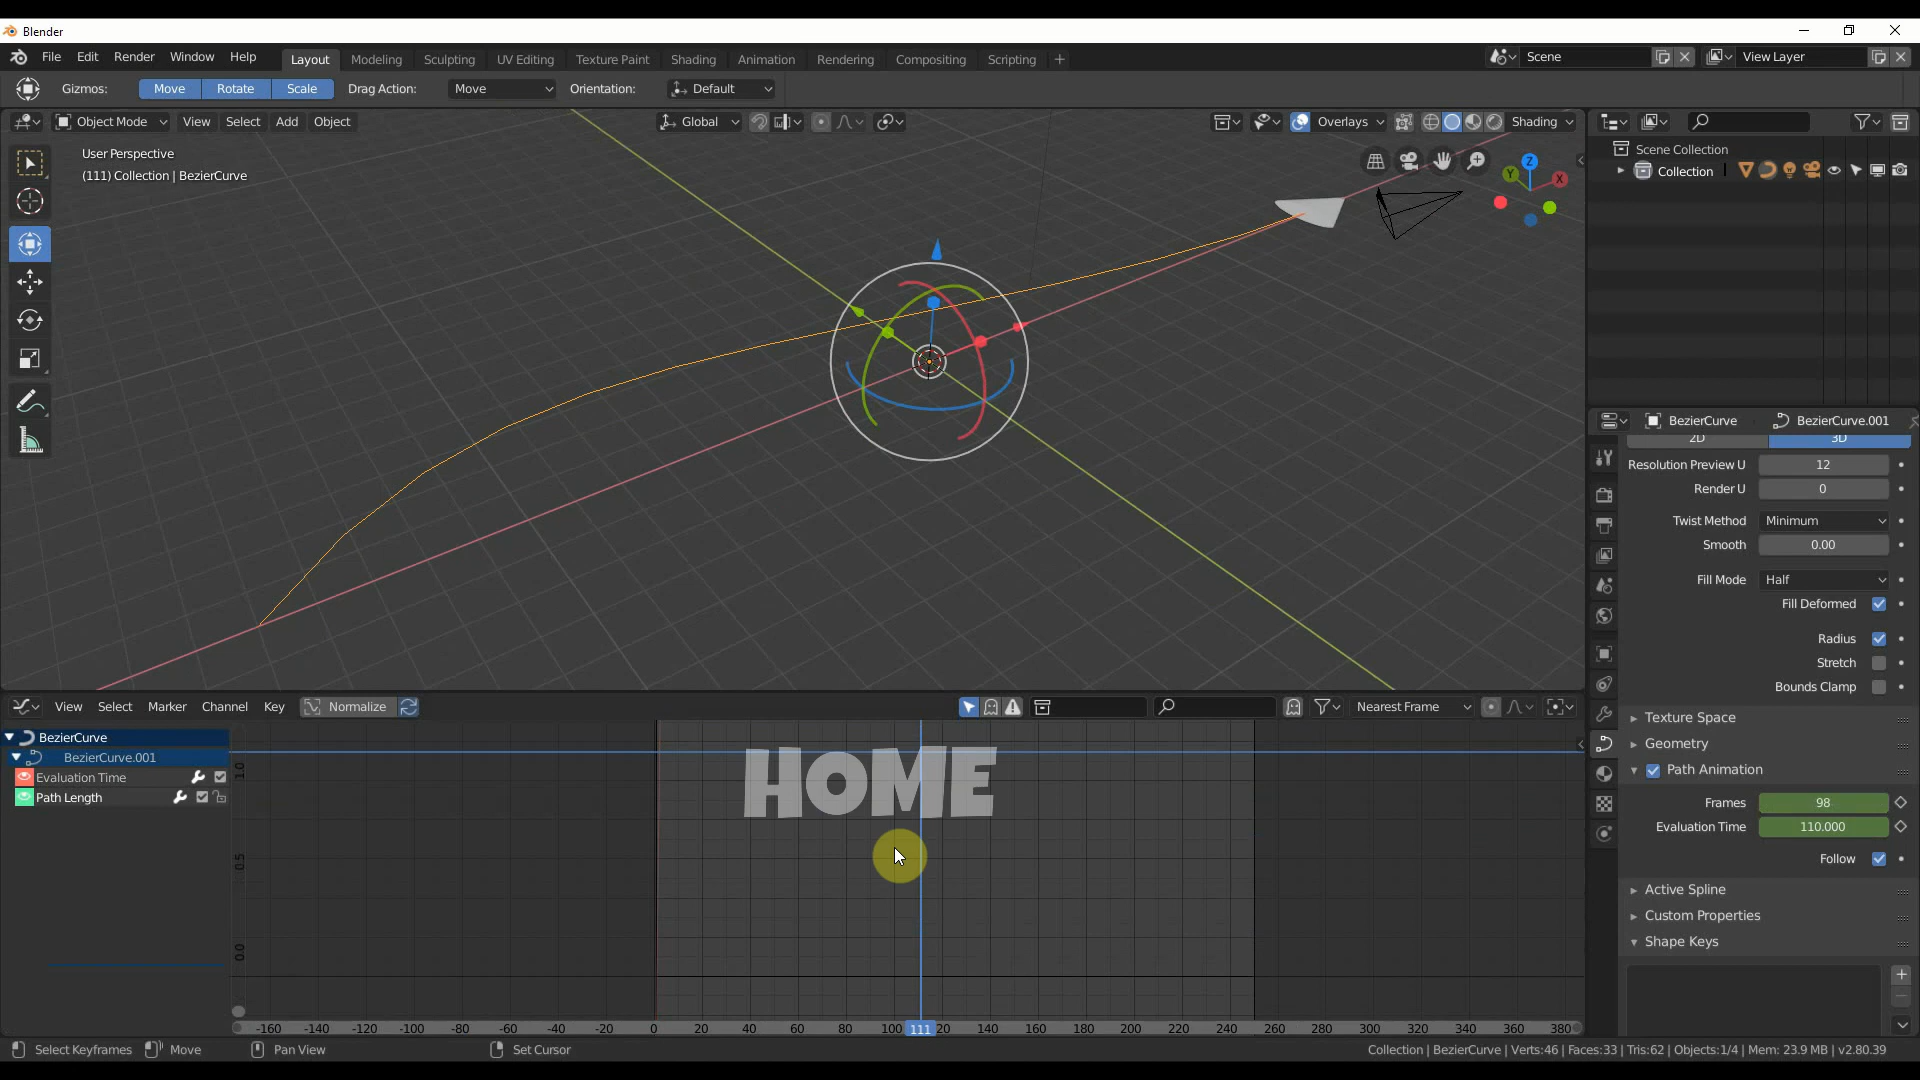 Blender
File Edit Render Window Help Layout Modeling Sculpting UV Editing Texture Paint Shading Animation Rendering Compositing Scripting + Scene View Layer
Gizmos: Move Rotate Scale Drag Action: Move Orientation: Default
Object Mode View Select Add Object Global Overlays Shading
User Perspective
(111) Collection | BezierCurve
Z
Y
X
Scene Collection
Collection
BezierCurve BezierCurve.001
2D 3D
Resolution Preview U 12
Render U 0
Twist Method Minimum
Smooth 0.00
Fill Mode Half
Fill Deformed
Radius
Stretch
Bounds Clamp
Texture Space
Geometry
Path Animation
Frames 98
Evaluation Time 110.000
Follow
Active Spline
Custom Properties
Shape Keys
View Select Marker Channel Key Normalize Nearest Frame
BezierCurve
BezierCurve.001
Evaluation Time
Path Length
HOME
1.0
0.5
0.0
-160 -140 -120 -100 -80 -60 -40 -20 0 20 40 60 80 100 111 20 140 160 180 200 220 240 260 280 300 320 340 360 380
Select Keyframes Move Pan View Set Cursor Collection | BezierCurve | Verts:46 | Faces:33 | Tris:62 | Objects:1/4 | Mem: 23.9 MB | v2.80.39